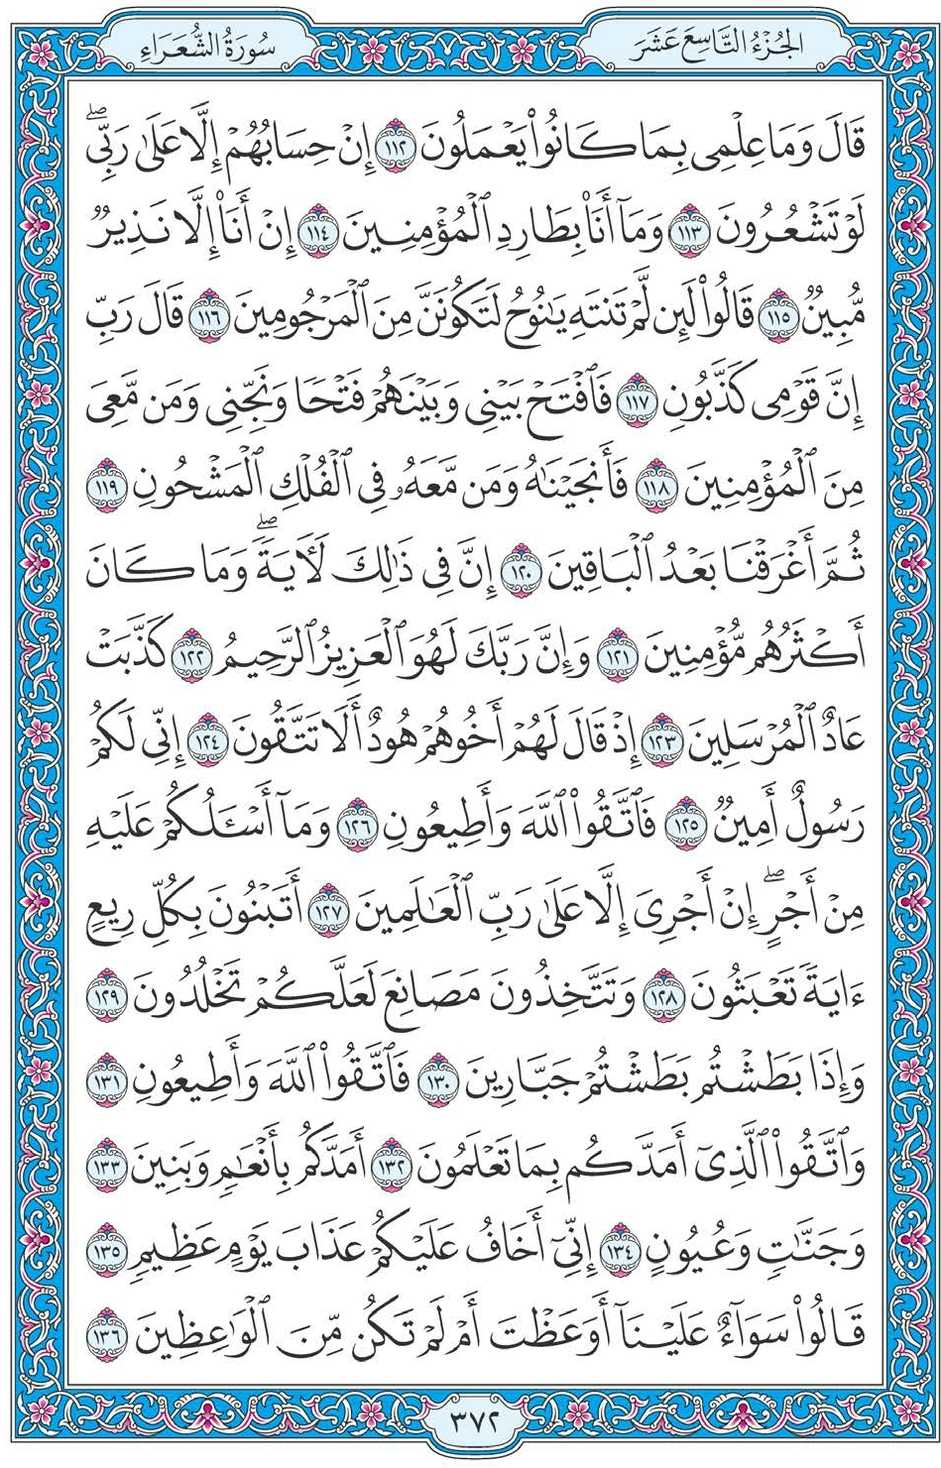 الجُزْءُ التَّاسِعَ عَشَرَ
سُورَةُ الشُّعَرَاءِ
قَالَ وَمَا عِلْمِى بِمَا كَانُوا۟ يَعْمَلُونَ ١١٢ إِنْ حِسَابُهُمْ إِلَّا عَلَىٰ رَبِّى ۖ
لَوْ تَشْعُرُونَ ١١٣ وَمَآ أَنَا۠ بِطَارِدِ ٱلْمُؤْمِنِينَ ١١٤ إِنْ أَنَا۠ إِلَّا نَذِيرٌ
مُّبِينٌ ١١٥ قَالُوا۟ لَئِن لَّمْ تَنتَهِ يَـٰنُوحُ لَتَكُونَنَّ مِنَ ٱلْمَرْجُومِينَ ١١٦ قَالَ رَبِّ
إِنَّ قَوْمِى كَذَّبُونِ ١١٧ فَٱفْتَحْ بَيْنِى وَبَيْنَهُمْ فَتْحًا وَنَجِّنِى وَمَن مَّعِىَ
مِنَ ٱلْمُؤْمِنِينَ ١١٨ فَأَنجَيْنَـٰهُ وَمَن مَّعَهُۥ فِى ٱلْفُلْكِ ٱلْمَشْحُونِ ١١٩
ثُمَّ أَغْرَقْنَا بَعْدُ ٱلْبَاقِينَ ١٢٠ إِنَّ فِى ذَٰلِكَ لَـَٔايَةً ۖ وَمَا كَانَ
أَكْثَرُهُم مُّؤْمِنِينَ ١٢١ وَإِنَّ رَبَّكَ لَهُوَ ٱلْعَزِيزُ ٱلرَّحِيمُ ١٢٢ كَذَّبَتْ
عَادٌ ٱلْمُرْسَلِينَ ١٢٣ إِذْ قَالَ لَهُمْ أَخُوهُمْ هُودٌ أَلَا تَتَّقُونَ ١٢٤ إِنِّى لَكُمْ
رَسُولٌ أَمِينٌ ١٢٥ فَٱتَّقُوا۟ ٱللَّهَ وَأَطِيعُونِ ١٢٦ وَمَآ أَسْـَٔلُكُمْ عَلَيْهِ
مِنْ أَجْرٍ ۖ إِنْ أَجْرِىَ إِلَّا عَلَىٰ رَبِّ ٱلْعَـٰلَمِينَ ١٢٧ أَتَبْنُونَ بِكُلِّ رِيعٍ
ءَايَةً تَعْبَثُونَ ١٢٨ وَتَتَّخِذُونَ مَصَانِعَ لَعَلَّكُمْ تَخْلُدُونَ ١٢٩
وَإِذَا بَطَشْتُم بَطَشْتُمْ جَبَّارِينَ ١٣٠ فَٱتَّقُوا۟ ٱللَّهَ وَأَطِيعُونِ ١٣١
وَٱتَّقُوا۟ ٱلَّذِىٓ أَمَدَّكُم بِمَا تَعْلَمُونَ ١٣٢ أَمَدَّكُم بِأَنْعَـٰمٍ وَبَنِينَ ١٣٣
وَجَنَّـٰتٍ وَعُيُونٍ ١٣٤ إِنِّىٓ أَخَافُ عَلَيْكُمْ عَذَابَ يَوْمٍ عَظِيمٍ ١٣٥
قَالُوا۟ سَوَآءٌ عَلَيْنَآ أَوَعَظْتَ أَمْ لَمْ تَكُن مِّنَ ٱلْوَٰعِظِينَ ١٣٦
٣٧٢